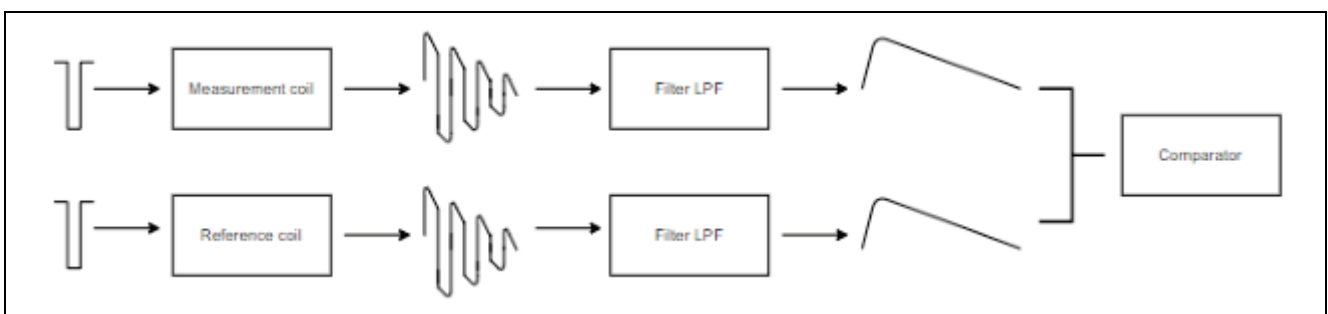 Measurement coil
Filter LPF
Comparator
Reference coil
Filter LPF